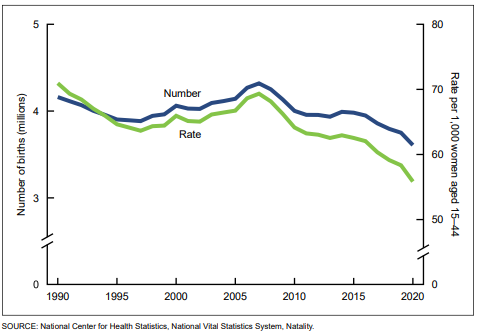 5
80
Number
70
4
Rate
Number of births (millions)
Rate per 1,000 women aged 15–44
60
3
50
0
0
1990 1995 2000 2005 2010 2015 2020
SOURCE: National Center for Health Statistics, National Vital Statistics System, Natality.